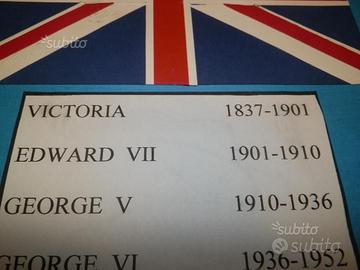 subito
VICTORIA 1837-1901
EDWARD VII 1901-1910
GEORGE V 1910-1936
GEORGE VI 1936-1952
subito
subito